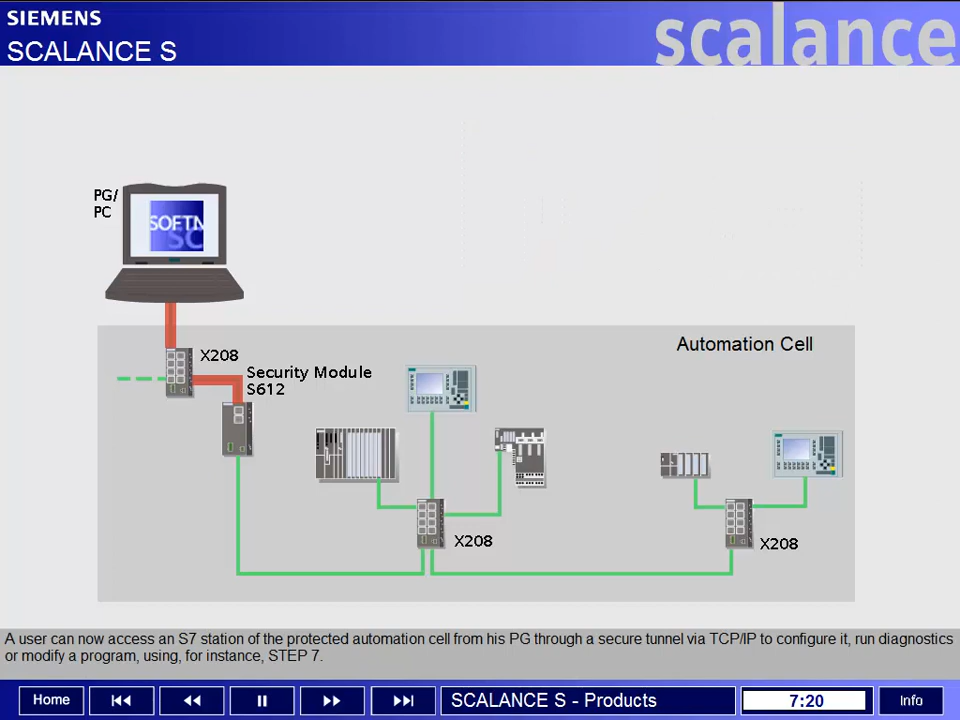 SIEMENS
SCALANCE S
scalance
PG/
PC
X208
Security Module
S612
Automation Cell
X208
X208
A user can now access an S7 station of the protected automation cell from his PG through a secure tunnel via TCP/IP to configure it, run diagnostics
or modify a program, using, for instance, STEP 7.
Home
SCALANCE S - Products
7:20
Info